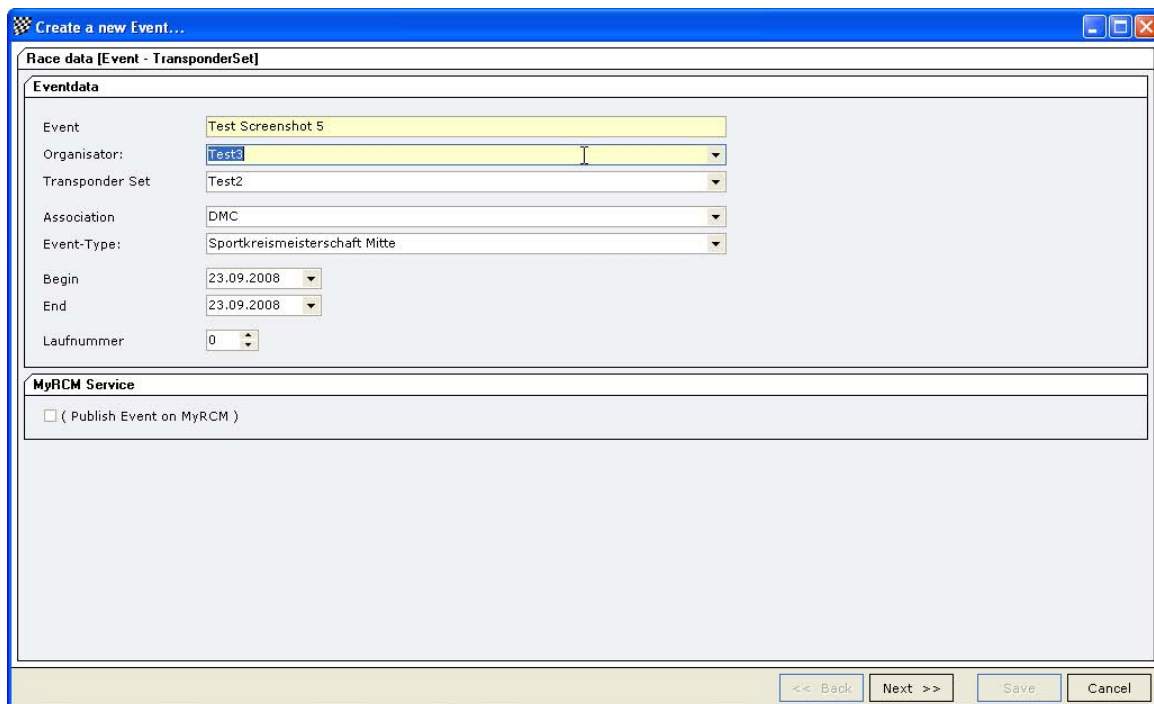 Create a new Event...
Race data [Event - TransponderSet]
Eventdata
Event Test Screenshot 5
Organisator: Test3
Transponder Set Test2
Association DMC
Event-Type: Sportkreismeisterschaft Mitte
Begin 23.09.2008
End 23.09.2008
Laufnummer 0
MyRCM Service
( Publish Event on MyRCM )
<< Back Next >> Save Cancel